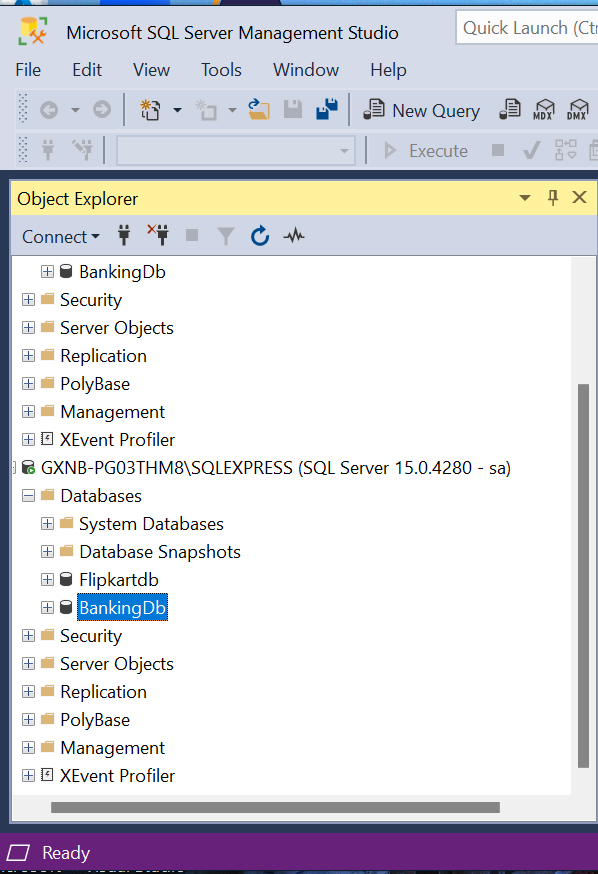 Microsoft SQL Server Management Studio
Quick Launch (Ct
File Edit View Tools Window Help
New Query MDX DMX
Execute
Object Explorer
Connect
BankingDb
Security
Server Objects
Replication
PolyBase
Management
XEvent Profiler
GXNB-PG03THM8\SQLEXPRESS (SQL Server 15.0.4280 - sa)
Databases
System Databases
Database Snapshots
Flipkartdb
BankingDb
Security
Server Objects
Replication
PolyBase
Management
XEvent Profiler
Ready